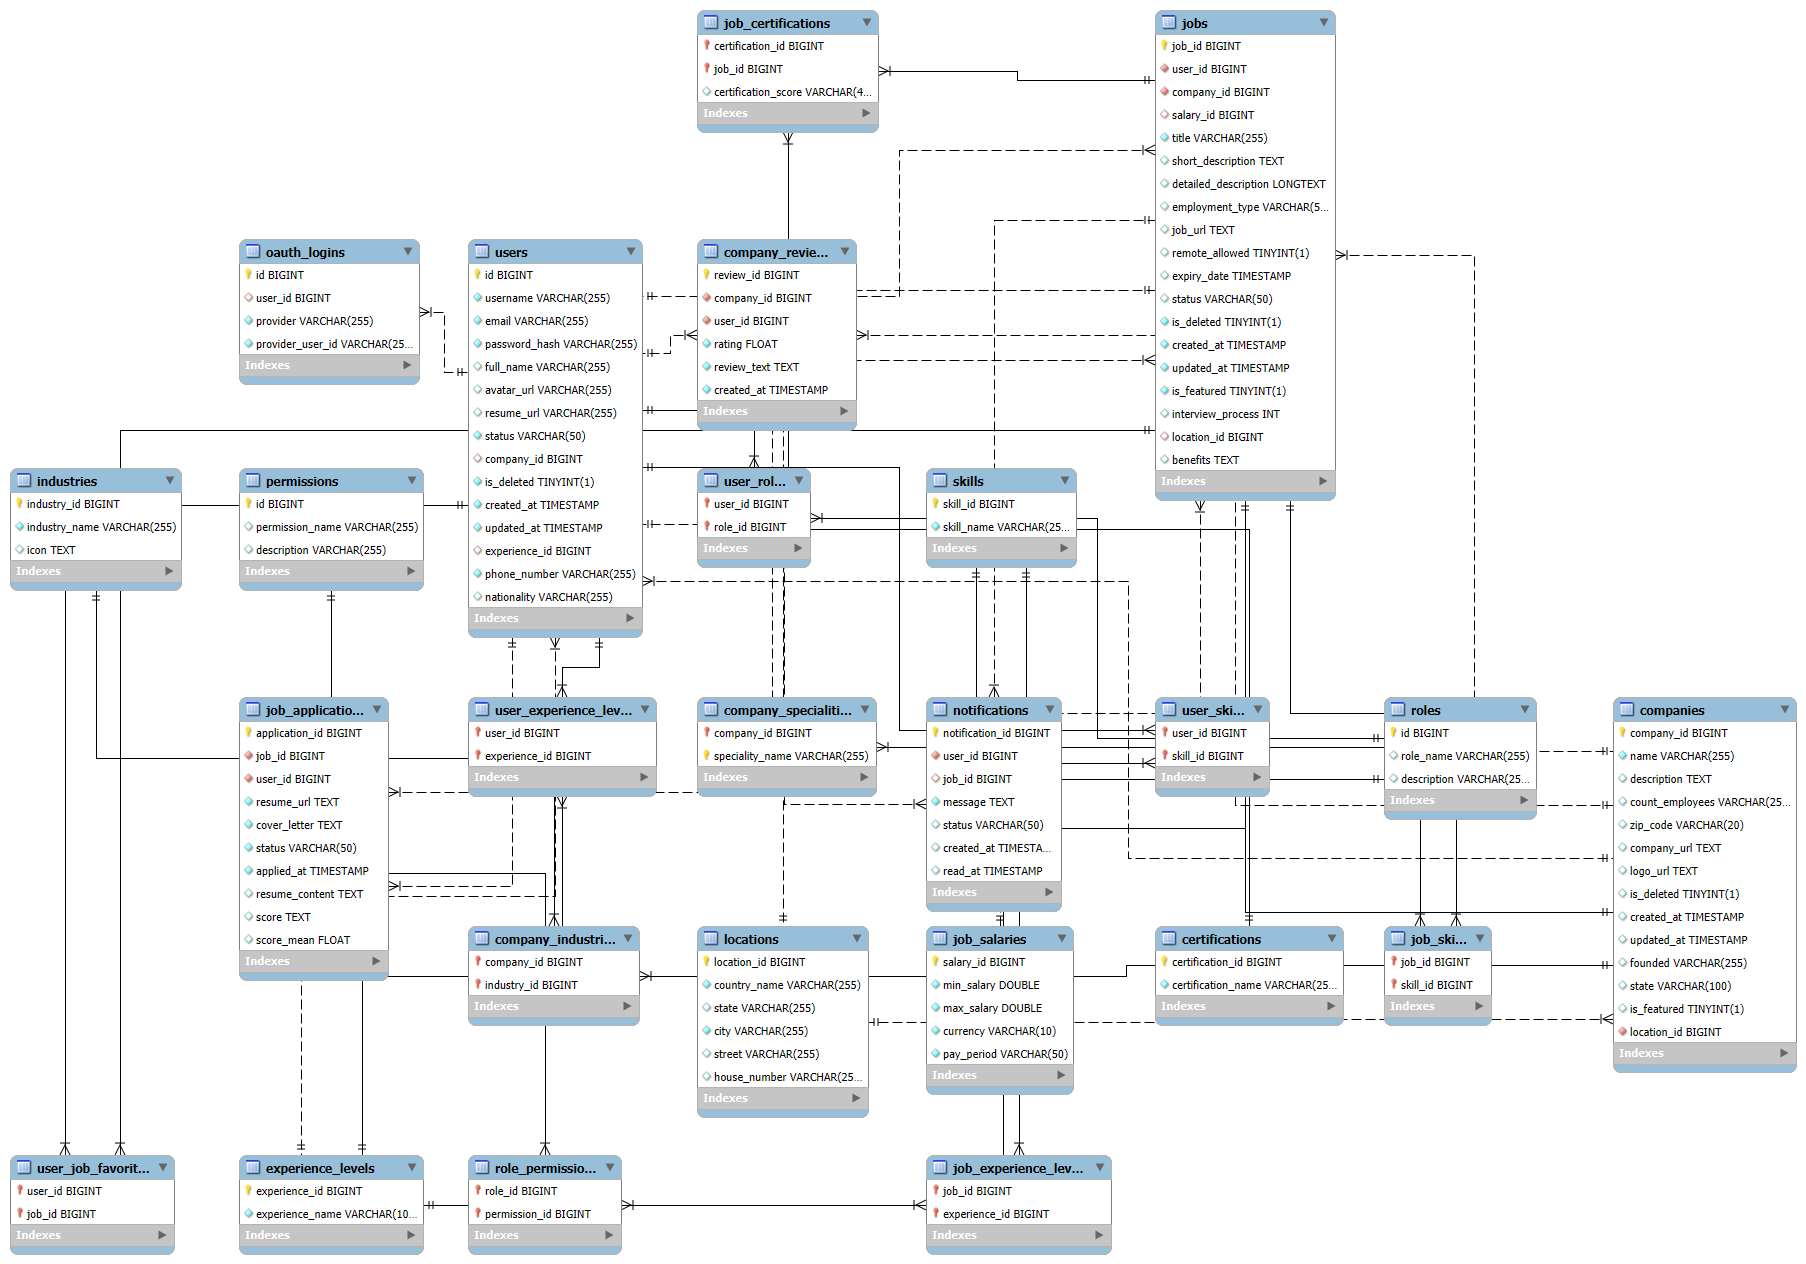 job_certifications
certification_id BIGINT
job_id BIGINT
certification_score VARCHAR(4...
Indexes
jobs
job_id BIGINT
user_id BIGINT
company_id BIGINT
salary_id BIGINT
title VARCHAR(255)
short_description TEXT
detailed_description LONGTEXT
employment_type VARCHAR(5...
job_url TEXT
remote_allowed TINYINT(1)
expiry_date TIMESTAMP
status VARCHAR(50)
is_deleted TINYINT(1)
created_at TIMESTAMP
updated_at TIMESTAMP
is_featured TINYINT(1)
interview_process INT
location_id BIGINT
benefits TEXT
Indexes
oauth_logins
id BIGINT
user_id BIGINT
provider VARCHAR(255)
provider_user_id VARCHAR(25...
Indexes
users
id BIGINT
username VARCHAR(255)
email VARCHAR(255)
password_hash VARCHAR(255)
full_name VARCHAR(255)
avatar_url VARCHAR(255)
resume_url VARCHAR(255)
status VARCHAR(50)
company_id BIGINT
is_deleted TINYINT(1)
created_at TIMESTAMP
updated_at TIMESTAMP
experience_id BIGINT
phone_number VARCHAR(255)
nationality VARCHAR(255)
Indexes
company_revie...
review_id BIGINT
company_id BIGINT
user_id BIGINT
rating FLOAT
review_text TEXT
created_at TIMESTAMP
Indexes
industries
industry_id BIGINT
industry_name VARCHAR(255)
icon TEXT
Indexes
permissions
id BIGINT
permission_name VARCHAR(255)
description VARCHAR(255)
Indexes
user_rol...
user_id BIGINT
role_id BIGINT
Indexes
skills
skill_id BIGINT
skill_name VARCHAR(25...
Indexes
job_applicatio...
application_id BIGINT
job_id BIGINT
user_id BIGINT
resume_url TEXT
cover_letter TEXT
status VARCHAR(50)
applied_at TIMESTAMP
resume_content TEXT
score TEXT
score_mean FLOAT
Indexes
user_experience_lev...
user_id BIGINT
experience_id BIGINT
Indexes
company_specialiti...
company_id BIGINT
speciality_name VARCHAR(255)
Indexes
notifications
notification_id BIGINT
user_id BIGINT
job_id BIGINT
message TEXT
status VARCHAR(50)
created_at TIMESTA...
read_at TIMESTAMP
Indexes
user_ski...
user_id BIGINT
skill_id BIGINT
Indexes
roles
id BIGINT
role_name VARCHAR(255)
description VARCHAR(25...
Indexes
companies
company_id BIGINT
name VARCHAR(255)
description TEXT
count_employees VARCHAR(25...
zip_code VARCHAR(20)
company_url TEXT
logo_url TEXT
is_deleted TINYINT(1)
created_at TIMESTAMP
updated_at TIMESTAMP
founded VARCHAR(255)
state VARCHAR(100)
is_featured TINYINT(1)
location_id BIGINT
Indexes
company_industri...
company_id BIGINT
industry_id BIGINT
Indexes
locations
location_id BIGINT
country_name VARCHAR(255)
state VARCHAR(255)
city VARCHAR(255)
street VARCHAR(255)
house_number VARCHAR(25...
Indexes
job_salaries
salary_id BIGINT
min_salary DOUBLE
max_salary DOUBLE
currency VARCHAR(10)
pay_period VARCHAR(50)
Indexes
certifications
certification_id BIGINT
certification_name VARCHAR(25...
Indexes
job_ski...
job_id BIGINT
skill_id BIGINT
Indexes
user_job_favorit...
user_id BIGINT
job_id BIGINT
Indexes
experience_levels
experience_id BIGINT
experience_name VARCHAR(10...
Indexes
role_permissio...
role_id BIGINT
permission_id BIGINT
Indexes
job_experience_lev...
job_id BIGINT
experience_id BIGINT
Indexes